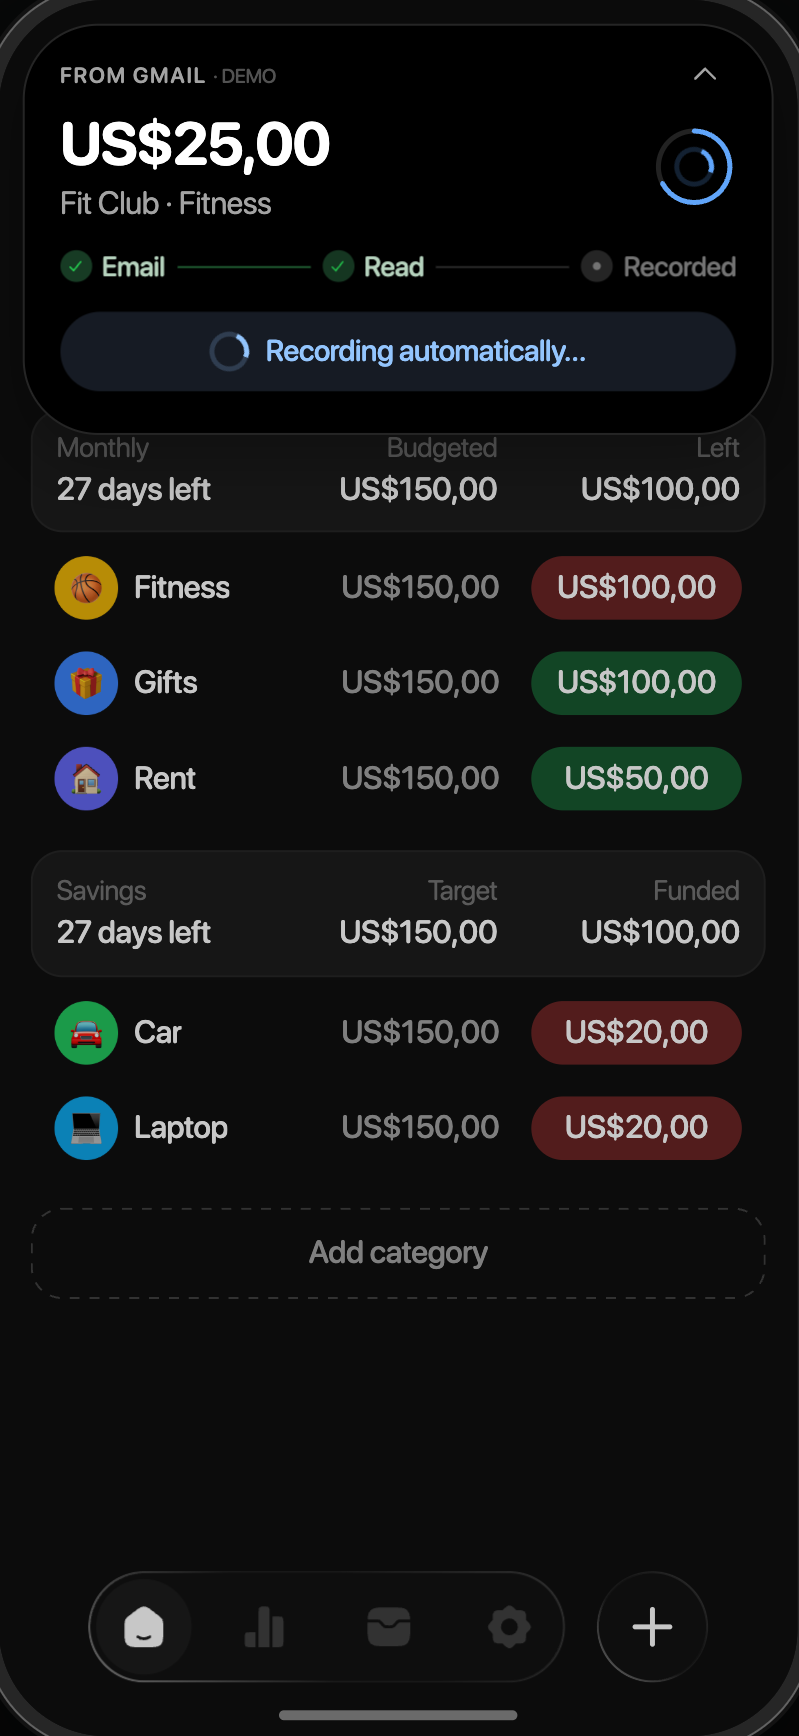 FROM GMAIL · DEMO
US$25,00
Fit Club · Fitness
Email Read Recorded
Recording automatically...
Monthly Budgeted Left
27 days left US$150,00 US$100,00
Fitness US$150,00 US$100,00
Gifts US$150,00 US$100,00
Rent US$150,00 US$50,00
Savings Target Funded
27 days left US$150,00 US$100,00
Car US$150,00 US$20,00
Laptop US$150,00 US$20,00
Add category